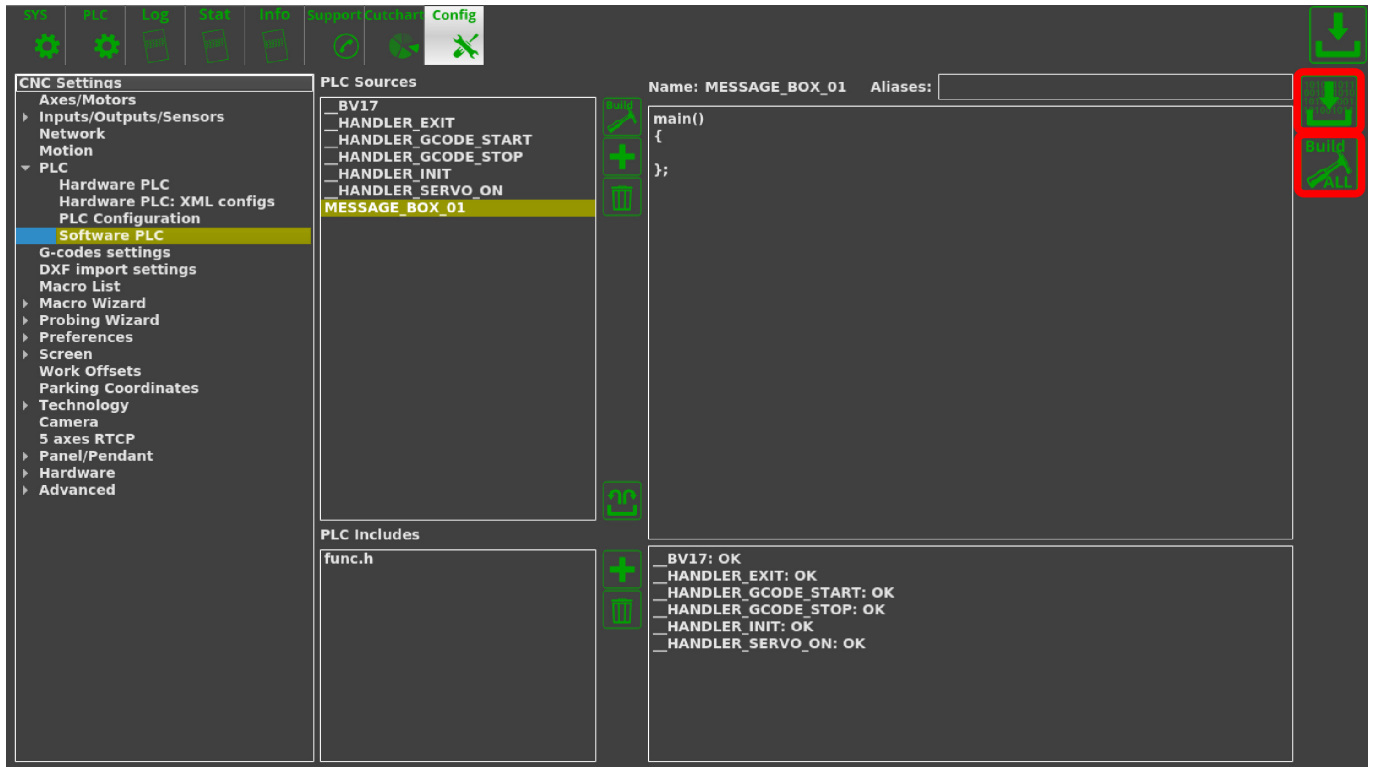 SYS PLC Log Stat Info Support Cutchart Config
CNC Settings
Axes/Motors
Inputs/Outputs/Sensors
Network
Motion
PLC
Hardware PLC
Hardware PLC: XML configs
PLC Configuration
Software PLC
G-codes settings
DXF import settings
Macro List
Macro Wizard
Probing Wizard
Preferences
Screen
Work Offsets
Parking Coordinates
Technology
Camera
5 axes RTCP
Panel/Pendant
Hardware
Advanced
PLC Sources
__BV17
__HANDLER_EXIT
__HANDLER_GCODE_START
__HANDLER_GCODE_STOP
__HANDLER_INIT
__HANDLER_SERVO_ON
MESSAGE_BOX_01
Build
PLC Includes
func.h
Name: MESSAGE_BOX_01 Aliases:
main()
{
};
__BV17: OK
__HANDLER_EXIT: OK
__HANDLER_GCODE_START: OK
__HANDLER_GCODE_STOP: OK
__HANDLER_INIT: OK
__HANDLER_SERVO_ON: OK
Build
ALL